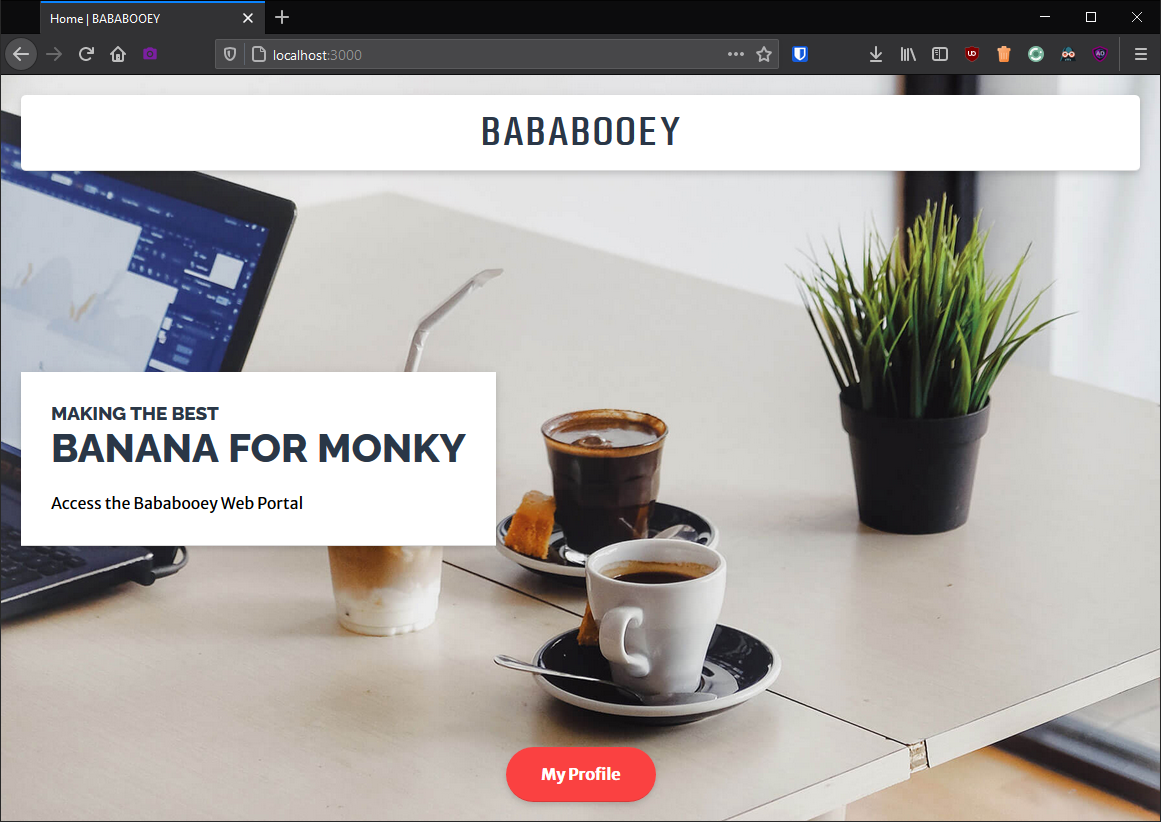 Home | BABABOOEY
localhost:3000
BABABOOEY
MAKING THE BEST
BANANA FOR MONKY
Access the Bababooey Web Portal
My Profile